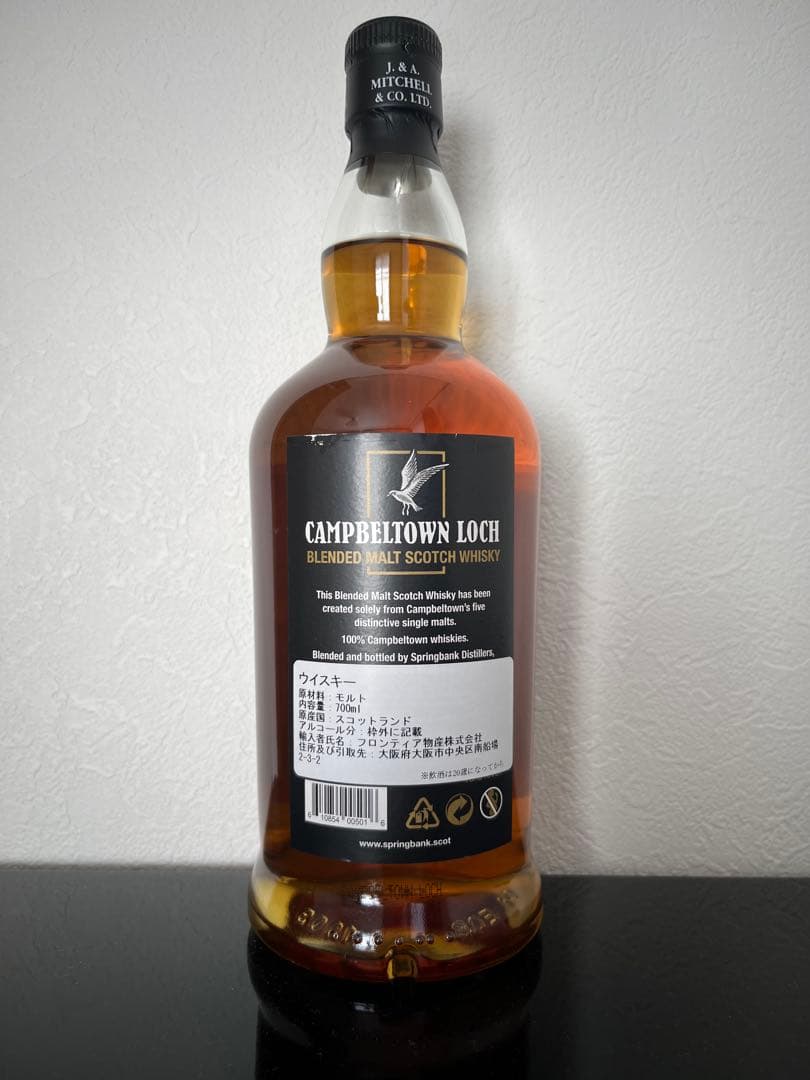 J. & A.
MITCHELL
& CO. LTD.
CAMPBELTOWN LOCH
BLENDED MALT SCOTCH WHISKY
This Blended Malt Scotch Whisky has been
created solely from Campbeltown's five
distinctive single malts.
100% Campbeltown whiskies.
Blended and bottled by Springbank Distillers,
ウイスキー
原材料:モルト
内容量:700ml
原産国:スコットランド
アルコール分:枠外に記載
輸入者氏名:フロンティア物産株式会社
住所及び引取先:大阪府大阪市中央区南船場
2-3-2
※飲酒は20歳になってから
6 10854 00501 6
www.springbank.scot